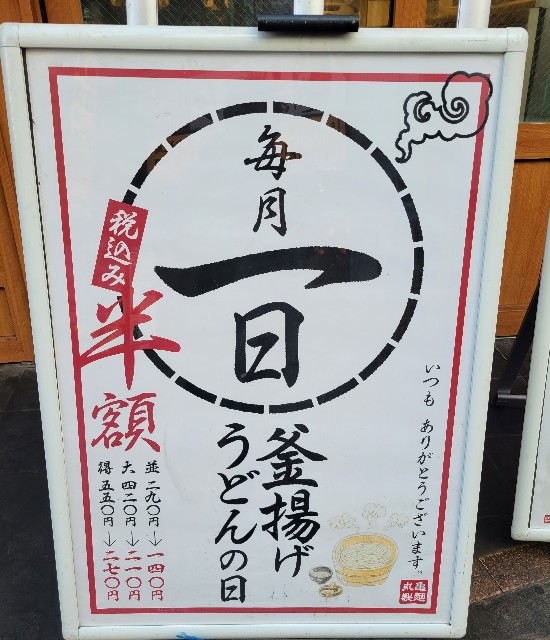 毎月
一日
釜揚げ
うどんの日
税込み
半額
並 二九〇円→一四〇円
大 四二〇円→二一〇円
得 五五〇円→二七〇円
いつも ありがとうございます。
丸亀製麺